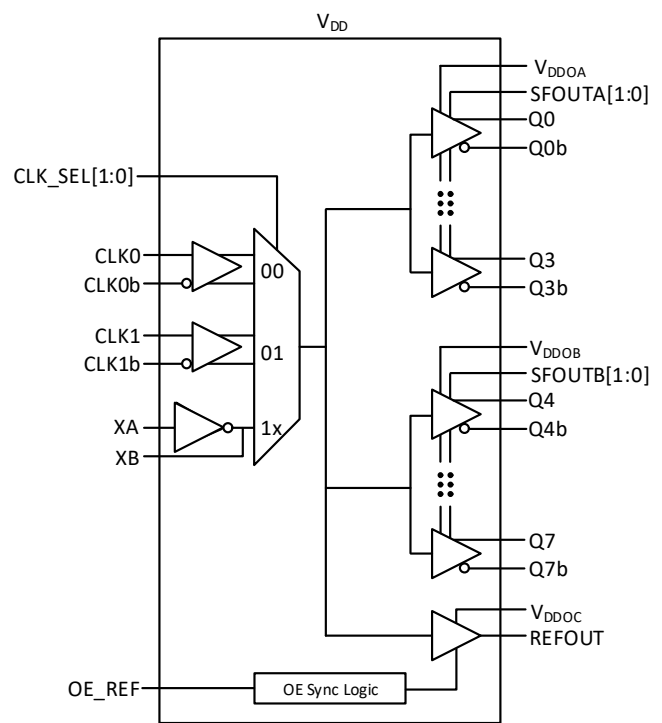 VDD
VDDOA
SFOUTA[1:0]
Q0
Q0b
CLK_SEL[1:0]
CLK0
CLK0b
00
Q3
Q3b
CLK1
CLK1b
01
VDDOB
SFOUTB[1:0]
Q4
Q4b
XA
XB
1x
Q7
Q7b
VDDOC
REFOUT
OE_REF
OE Sync Logic